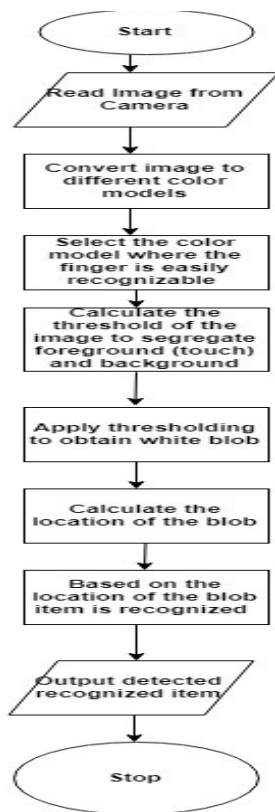 Start
Read Image from
Camera
Convert image to
different color
models
Select the color
model where the
finger is easily
recognizable
Calculate the
threshold of the
image to segregate
foreground (touch)
and background
Apply thresholding
to obtain white blob
Calculate the
location of the blob
Based on the
location of the blob
item is recognized
Output detected
recognized item
Stop